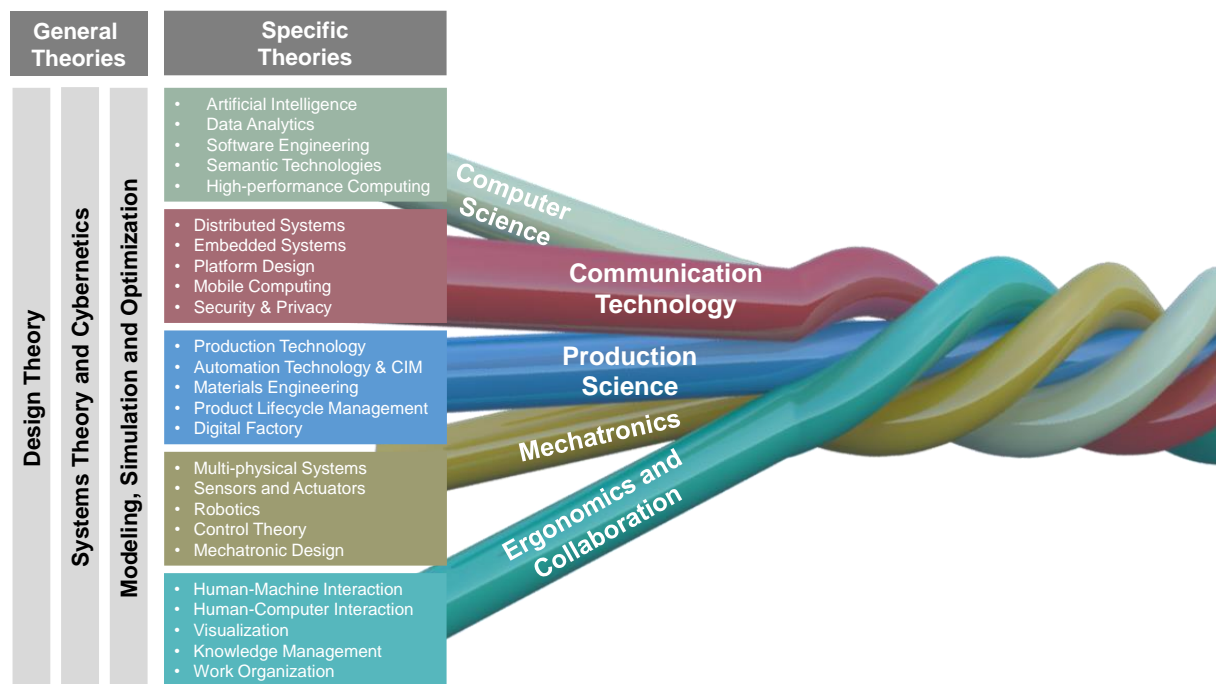 General
Theories
Specific
Theories
Design Theory
Systems Theory and Cybernetics
Modeling, Simulation and Optimization
• Artificial Intelligence
• Data Analytics
• Software Engineering
• Semantic Technologies
• High-performance Computing
• Distributed Systems
• Embedded Systems
• Platform Design
• Mobile Computing
• Security & Privacy
• Production Technology
• Automation Technology & CIM
• Materials Engineering
• Product Lifecycle Management
• Digital Factory
• Multi-physical Systems
• Sensors and Actuators
• Robotics
• Control Theory
• Mechatronic Design
• Human-Machine Interaction
• Human-Computer Interaction
• Visualization
• Knowledge Management
• Work Organization
Computer
Science
Communication
Technology
Production
Science
Mechatronics
Ergonomics and
Collaboration